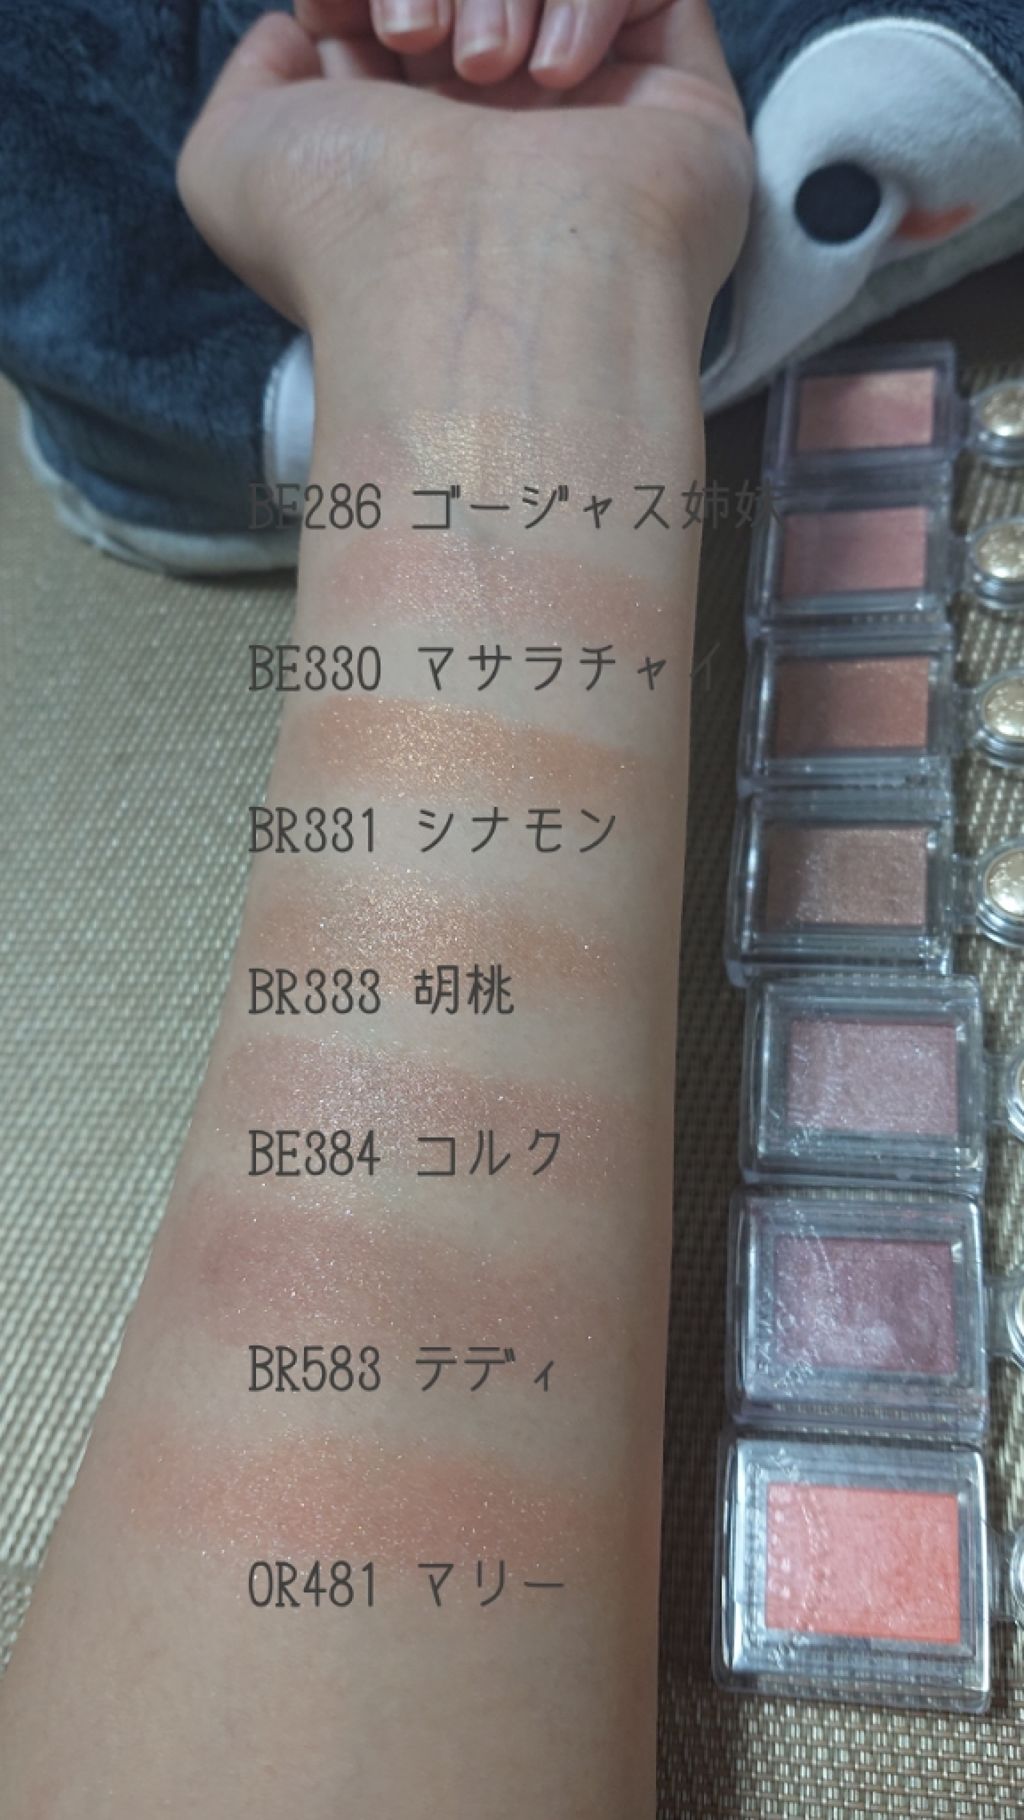 BE286 ゴージャス姉妹
BE330 マサラチャイ
BR331 シナモン
BR333 胡桃
BE384 コルク
BR583 テディ
OR481 マリー